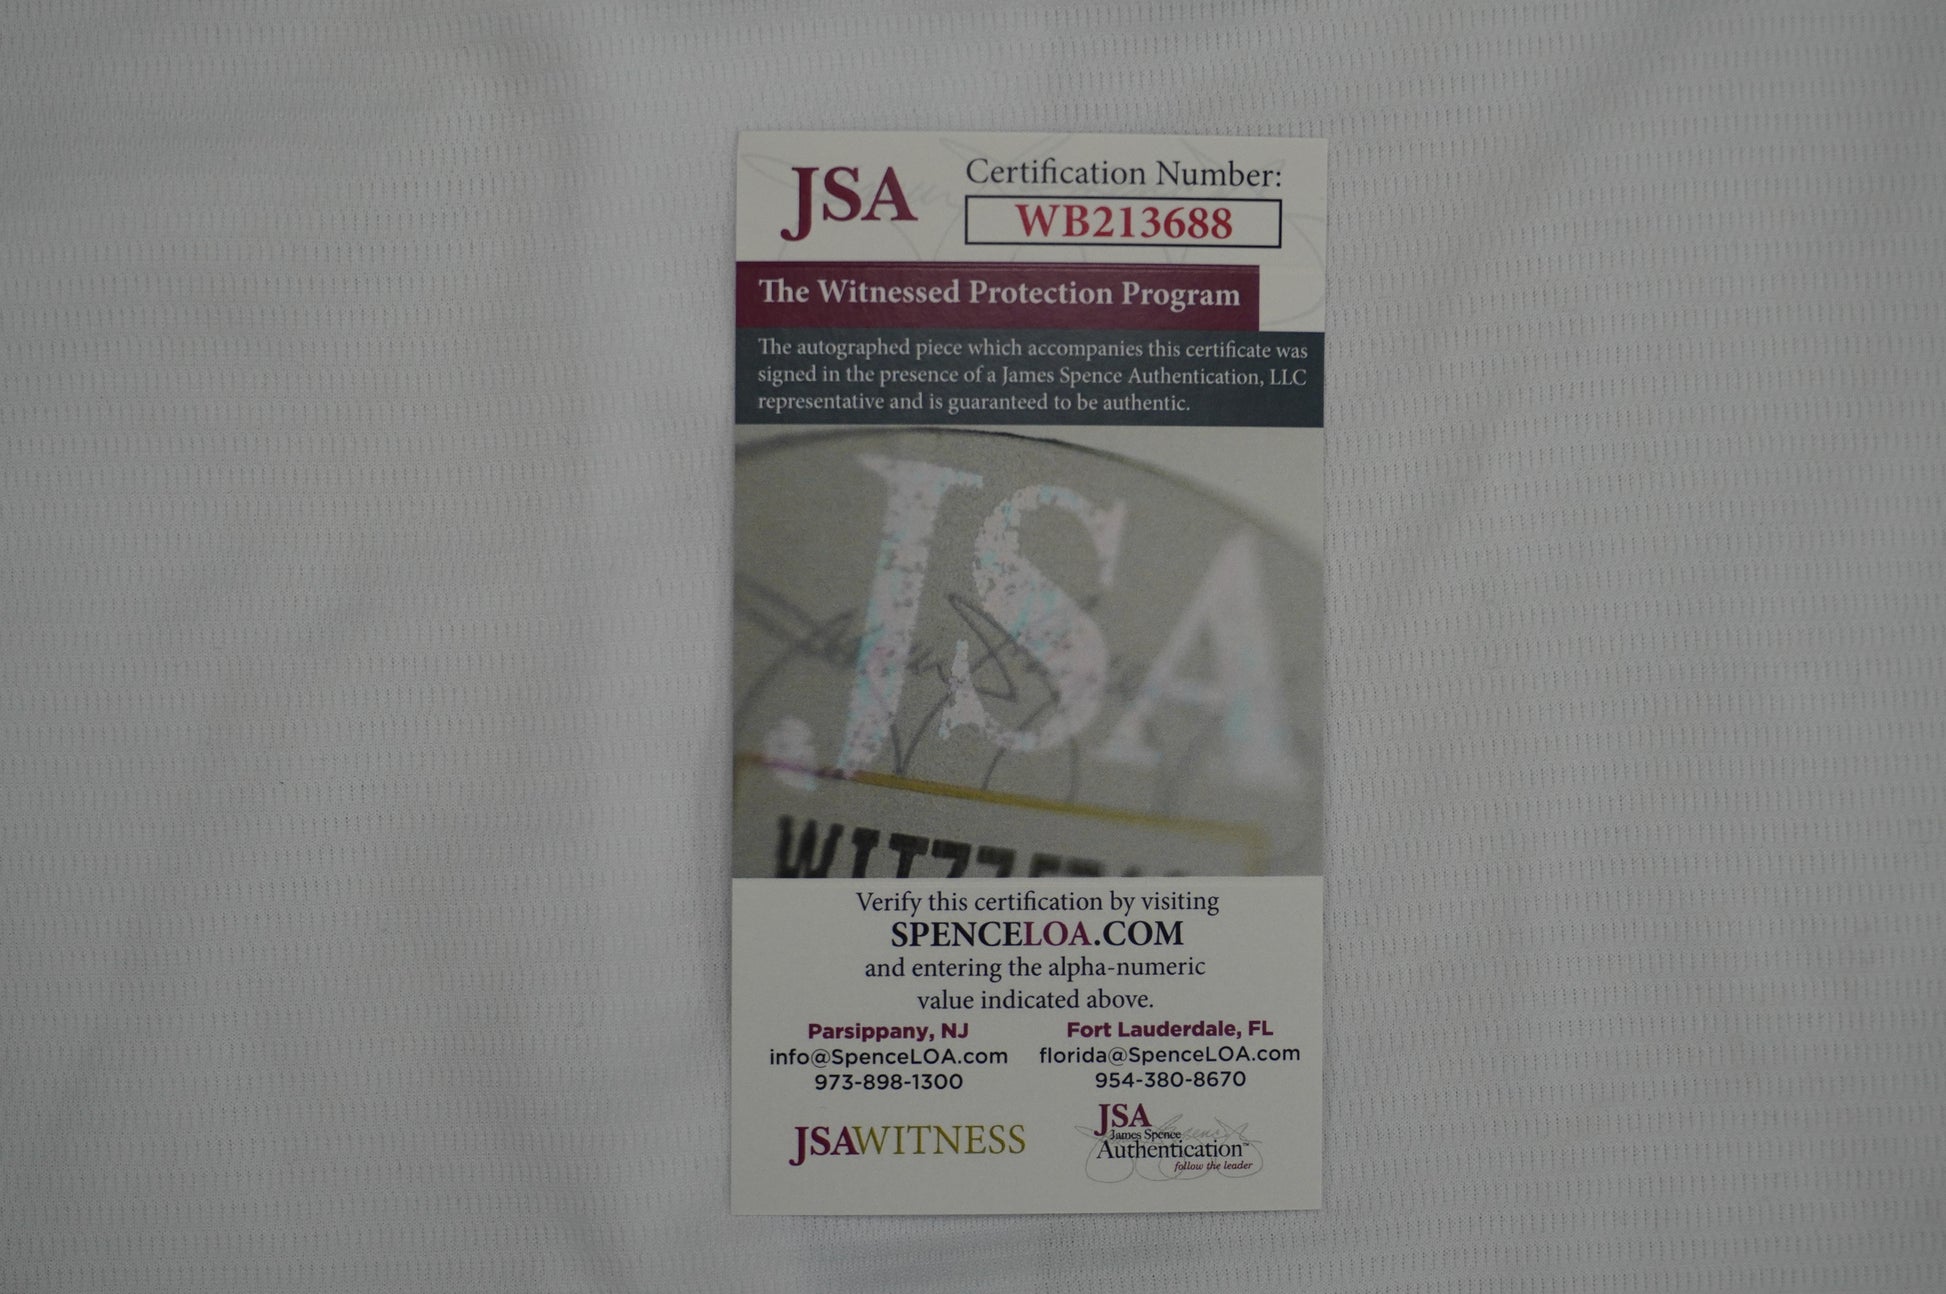 JSA
Certification Number:
WB213688
The Witnessed Protection Program
The autographed piece which accompanies this certificate was
signed in the presence of a James Spence Authentication, LLC
representative and is guaranteed to be authentic.
JSA
Verify this certification by visiting
SPENCELOA.COM
and entering the alpha-numeric
value indicated above.
Parsippany, NJ
info@SpenceLOA.com
973-898-1300
Fort Lauderdale, FL
florida@SpenceLOA.com
954-380-8670
JSAWITNESS
JSA
James Spence
Authentication™
follow the leader